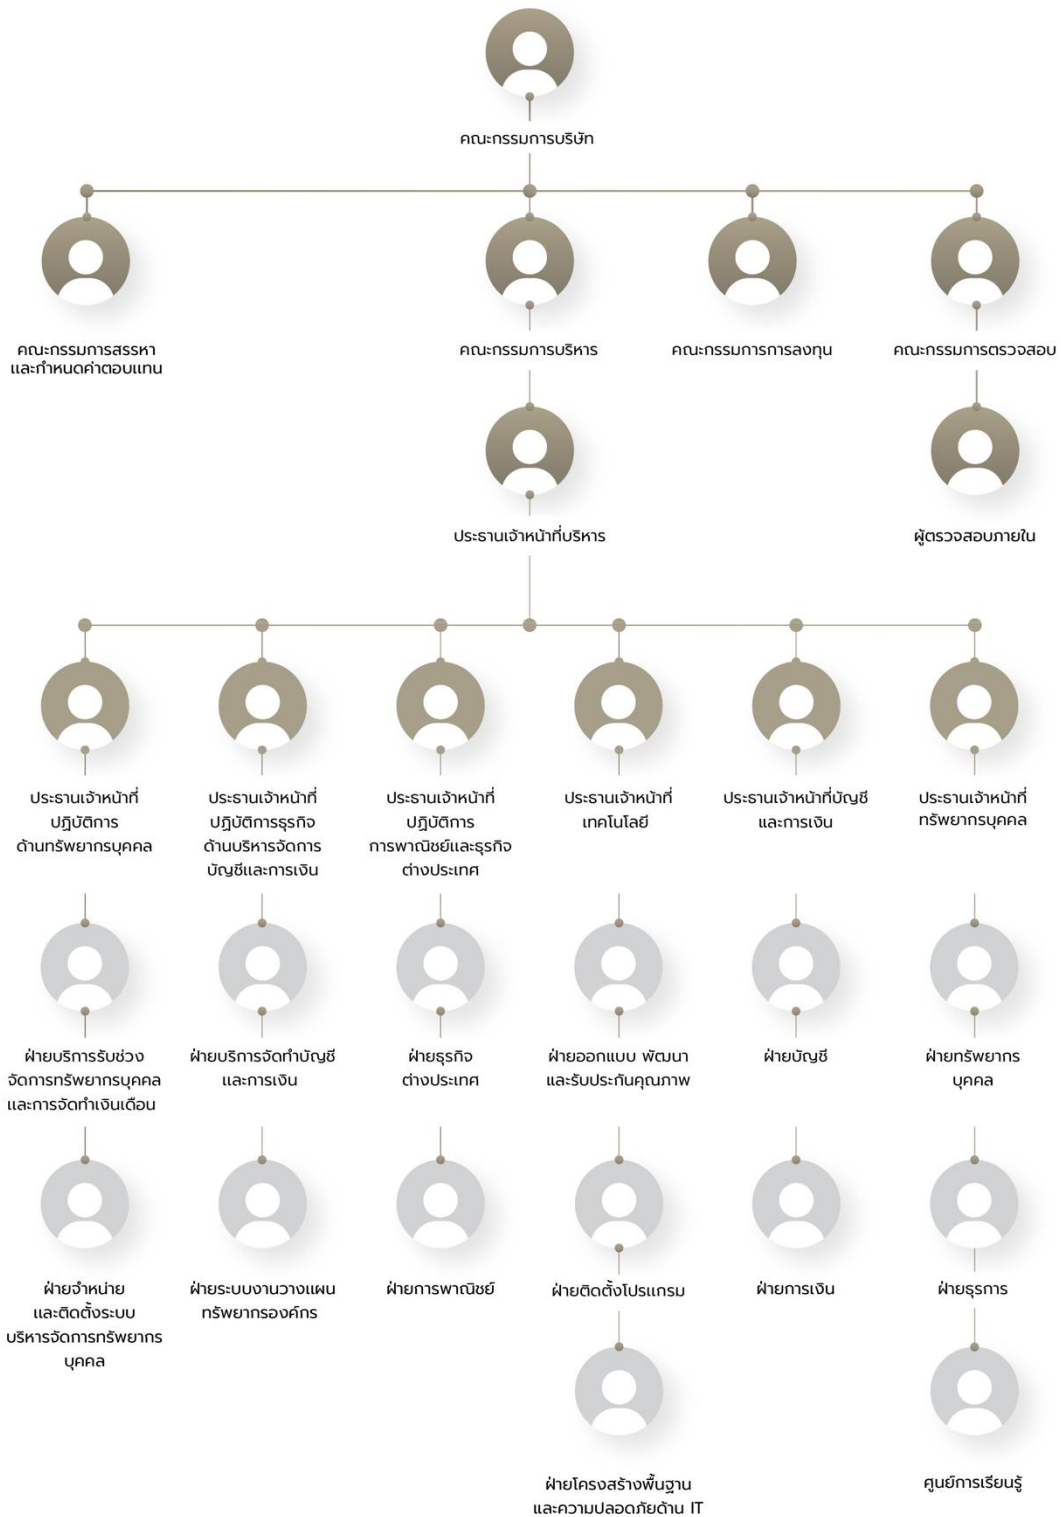 คณะกรรมการบริษัท
คณะกรรมการสรรหา
และกำหนดค่าตอบแทน
คณะกรรมการบริหาร
คณะกรรมการการลงทุน
คณะกรรมการตรวจสอบ
ประธานเจ้าหน้าที่บริหาร
ผู้ตรวจสอบภายใน
ประธานเจ้าหน้าที่
ปฏิบัติการ
ด้านทรัพยากรบุคคล
ประธานเจ้าหน้าที่
ปฏิบัติการธุรกิจ
ด้านบริหารจัดการ
บัญชีและการเงิน
ประธานเจ้าหน้าที่
ปฏิบัติการ
การพาณิชย์และธุรกิจ
ต่างประเทศ
ประธานเจ้าหน้าที่
เทคโนโลยี
ประธานเจ้าหน้าที่บัญชี
และการเงิน
ประธานเจ้าหน้าที่
ทรัพยากรบุคคล
ฝ่ายบริการรับช่วง
จัดการทรัพยากรบุคคล
และการจัดทำเงินเดือน
ฝ่ายบริการจัดทำบัญชี
และการเงิน
ฝ่ายธุรกิจ
ต่างประเทศ
ฝ่ายออกแบบ พัฒนา
และรับประกันคุณภาพ
ฝ่ายบัญชี
ฝ่ายทรัพยากร
บุคคล
ฝ่ายจำหน่าย
และติดตั้งระบบ
บริหารจัดการทรัพยากร
บุคคล
ฝ่ายระบบงานวางแผน
ทรัพยากรองค์กร
ฝ่ายการพาณิชย์
ฝ่ายติดตั้งโปรแกรม
ฝ่ายการเงิน
ฝ่ายธุรการ
ฝ่ายโครงสร้างพื้นฐาน
และความปลอดภัยด้าน IT
ศูนย์การเรียนรู้